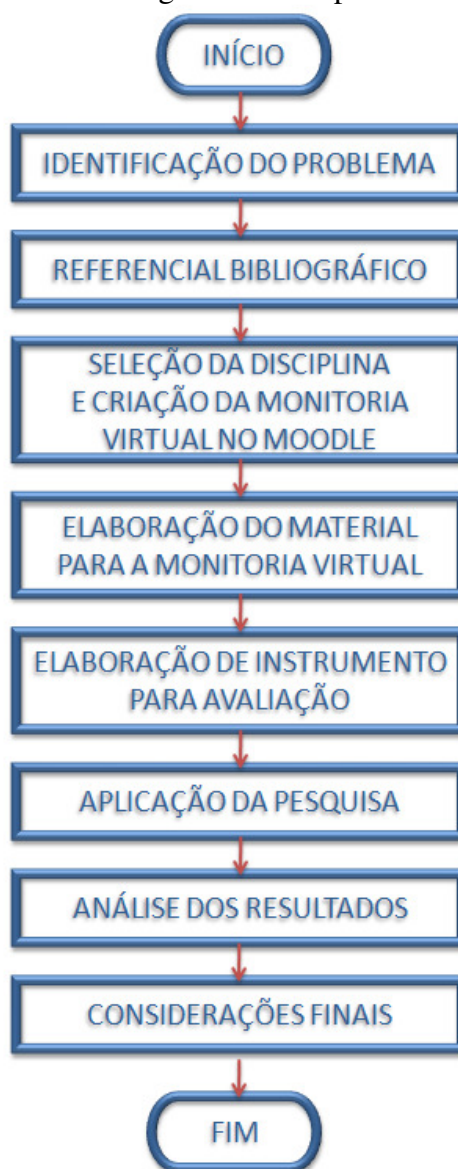 INÍCIO
IDENTIFICAÇÃO DO PROBLEMA
REFERENCIAL BIBLIOGRÁFICO
SELEÇÃO DA DISCIPLINA
E CRIAÇÃO DA MONITORIA
VIRTUAL NO MOODLE
ELABORAÇÃO DO MATERIAL
PARA A MONITORIA VIRTUAL
ELABORAÇÃO DE INSTRUMENTO
PARA AVALIAÇÃO
APLICAÇÃO DA PESQUISA
ANÁLISE DOS RESULTADOS
CONSIDERAÇÕES FINAIS
FIM